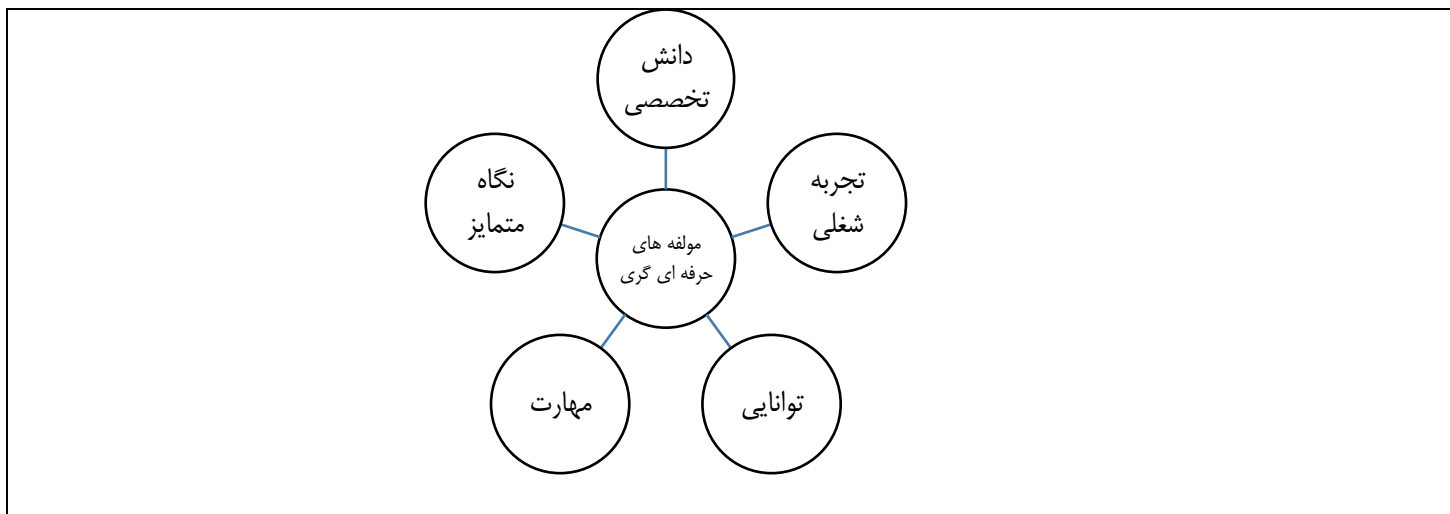 دانش
تخصصی
تجربه
شغلی
نگاه
متمایز
مولفه های
حرفه ای گری
توانایی
مهارت